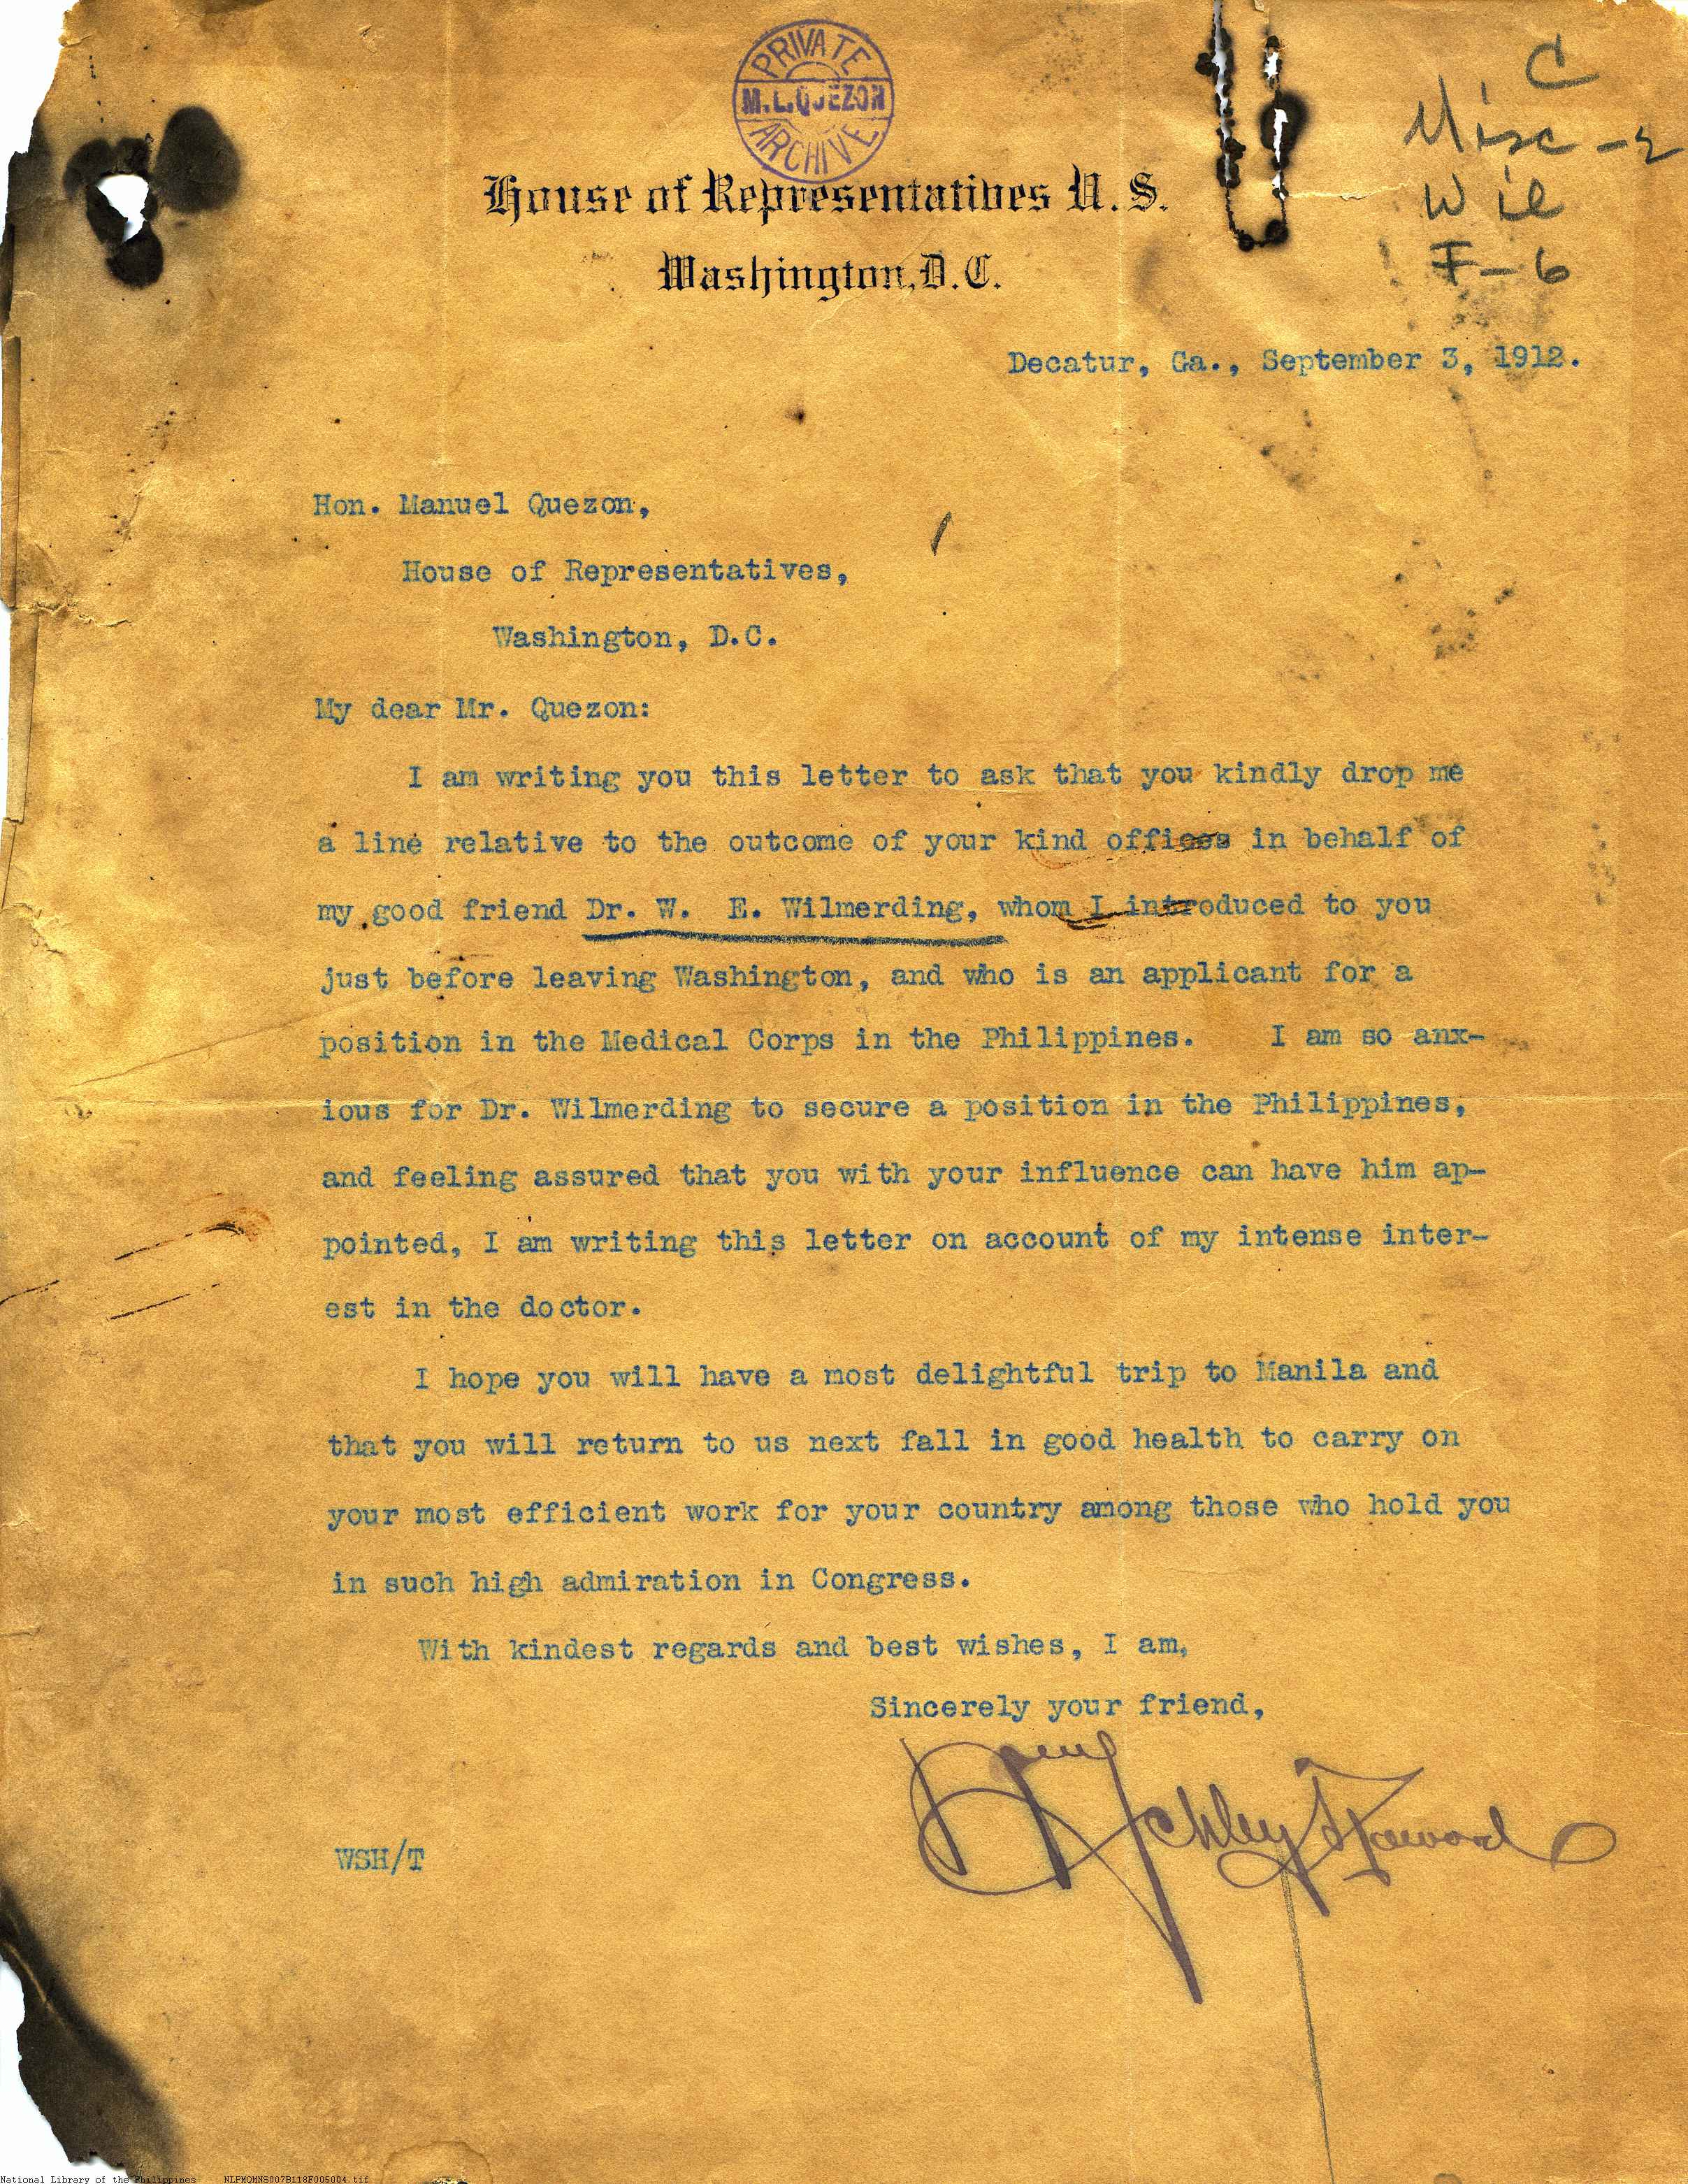 PRIVATE
M.L.QUEZON
ARCHIVE
C
Misc - 2
Wil
F-6
House of Representatives U. S.
Washington, D. C.
Decatur, Ga., September 3, 1912.
Hon. Manuel Quezon,
House of Representatives,
Washington, D.C.
My dear Mr. Quezon:
I am writing you this letter to ask that you kindly drop me
a line relative to the outcome of your kind offices in behalf of
my good friend Dr. W. E. Wilmerding, whom I introduced to you
just before leaving Washington, and who is an applicant for a
position in the Medical Corps in the Philippines. I am so anx-
ious for Dr. Wilmerding to secure a position in the Philippines,
and feeling assured that you with your influence can have him ap-
pointed, I am writing this letter on account of my intense inter-
est in the doctor.
I hope you will have a most delightful trip to Manila and
that you will return to us next fall in good health to carry on
your most efficient work for your country among those who hold you
in such high admiration in Congress.
With kindest regards and best wishes, I am,
Sincerely your friend,
Schley Howard
WSH/T
National Library of the Philippines NLPMQMNS007B118F005004.tif